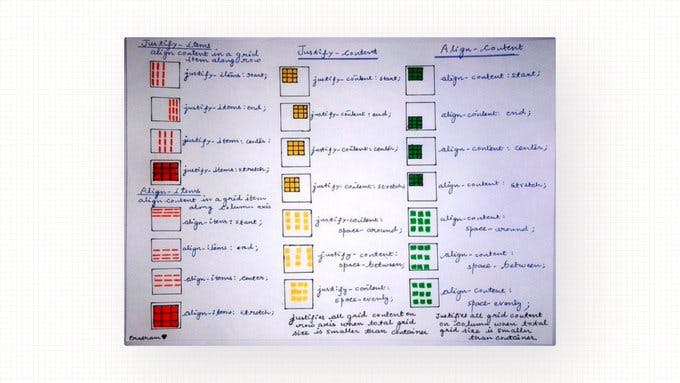 Justify-items
align content in a grid
item along row
justify-items: start;
justify-items: end;
justify-items: center;
justify-items: stretch;
Align-items
align-content in a grid item
along column axis
align-items: start;
align-items: end;
align-items: center;
align-items: stretch;
Justify-Content
justify-content: start;
justify-content: end;
justify-content: center;
justify-content: stretch;
justify-content:
space-around;
justify-content:
space-between;
justify-content:
space-evenly;
justifies all grid content on
row axis when total grid
size is smaller than container
Align-Content
align-content: start;
align-content: end;
align-content: center;
align-content: stretch;
align-content:
space-around;
align-content:
space-between;
align-content:
space-evenly;
Justifies all grid content
on column when total
grid size is smaller
than container